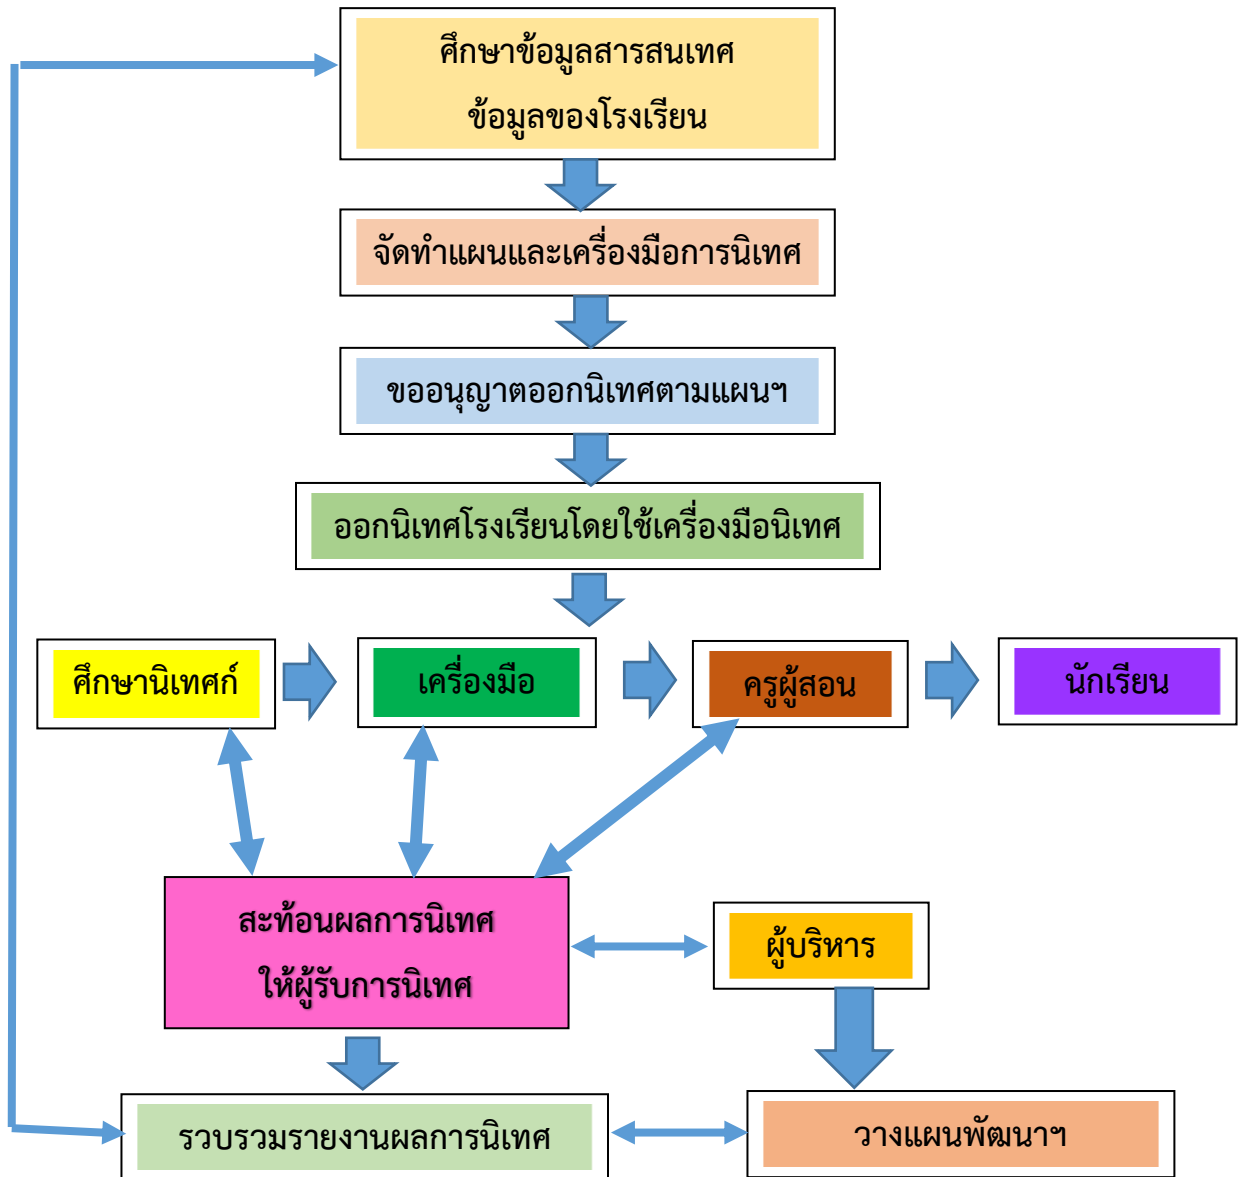 ศึกษาข้อมูลสารสนเทศ
ข้อมูลของโรงเรียน
จัดทำแผนและเครื่องมือการนิเทศ
ขออนุญาตออกนิเทศตามแผนฯ
ออกนิเทศโรงเรียนโดยใช้เครื่องมือนิเทศ
ศึกษานิเทศก์
เครื่องมือ
ครูผู้สอน
นักเรียน
สะท้อนผลการนิเทศ
ให้ผู้รับการนิเทศ
ผู้บริหาร
รวบรวมรายงานผลการนิเทศ
วางแผนพัฒนาฯ